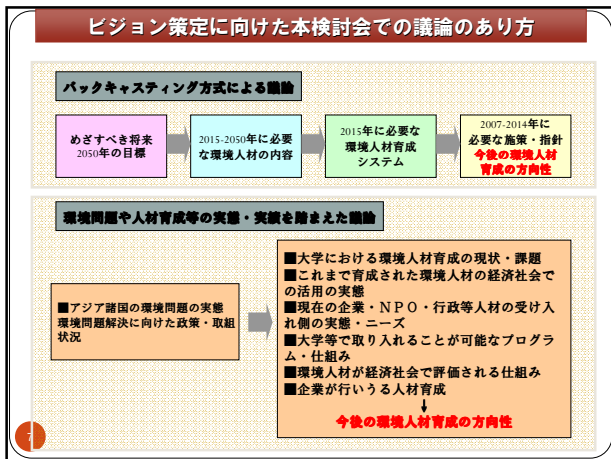 ビジョン策定に向けた本検討会での議論のあり方
バックキャスティング方式による議論
めざすべき将来
2050年の目標
2015-2050年に必要
な環境人材の内容
2015年に必要な
環境人材育成
システム
2007-2014年に
必要な施策・指針
今後の環境人材
育成の方向性
環境問題や人材育成等の実態・実績を踏まえた議論
■アジア諸国の環境問題の実態
環境問題解決に向けた政策・取組
状況
■大学における環境人材育成の現状・課題
■これまで育成された環境人材の経済社会で
の活用の実態
■現在の企業・ＮＰＯ・行政等人材の受け入
れ側の実態・ニーズ
■大学等で取り入れることが可能なプログラ
ム・仕組み
■環境人材が経済社会で評価される仕組み
■企業が行いうる人材育成
↓
今後の環境人材育成の方向性
7